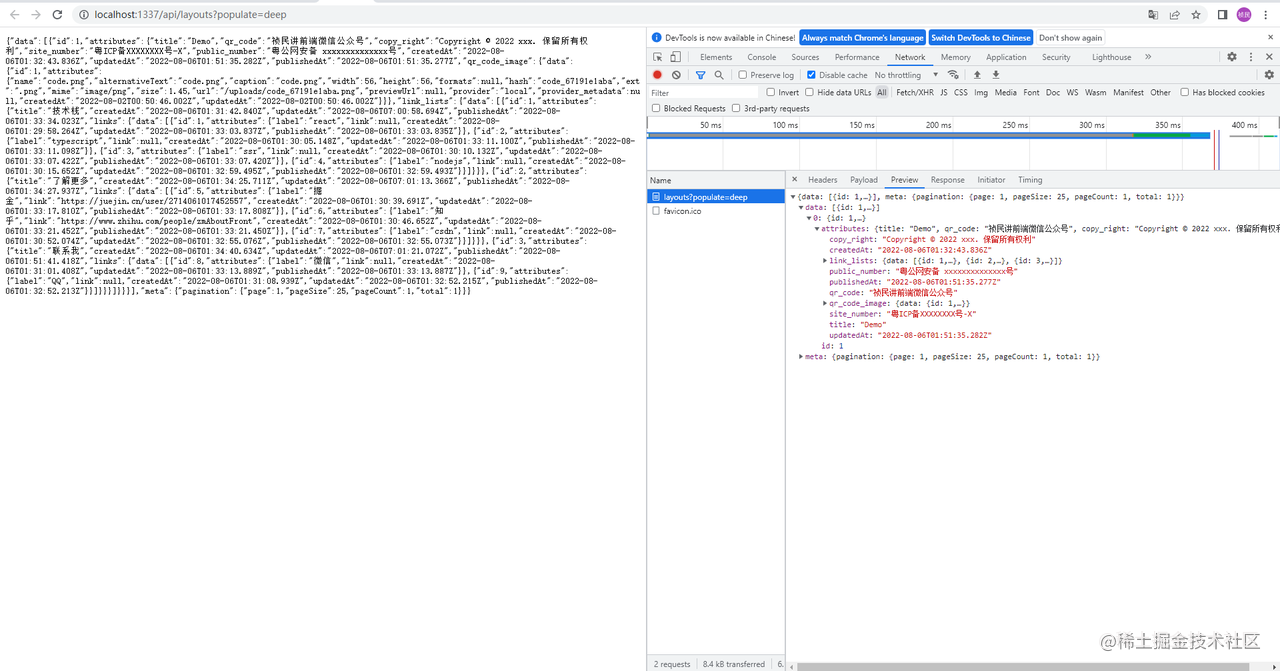 localhost:1337/api/layouts?populate=deep
祯民
{"data":[{"id":1,"attributes":{"title":"Demo","qr_code":"祯民讲前端微信公众号","copy_right":"Copyright © 2022 xxx. 保留所有权
利","site_number":"粤ICP备XXXXXXXX号-X","public_number":"粤公网安备 xxxxxxxxxxxxxx号","createdAt":"2022-08-
06T01:32:43.836Z","updatedAt":"2022-08-06T01:51:35.282Z","publishedAt":"2022-08-06T01:51:35.277Z","qr_code_image":{"data":
{"id":1,"attributes":
{"name":"code.png","alternativeText":"code.png","caption":"code.png","width":56,"height":56,"formats":null,"hash":"code_67191e1aba","ext
":".png","mime":"image/png","size":1.45,"url":"/uploads/code_67191e1aba.png","previewUrl":null,"provider":"local","provider_metadata":nu
ll,"createdAt":"2022-08-02T00:50:46.002Z","updatedAt":"2022-08-02T00:50:46.002Z"}}},"link_lists":{"data":[{"id":1,"attributes":
{"title":"技术栈","createdAt":"2022-08-06T01:31:42.840Z","updatedAt":"2022-08-06T07:00:58.694Z","publishedAt":"2022-08-
06T01:33:34.023Z","links":{"data":[{"id":1,"attributes":{"label":"react","link":null,"createdAt":"2022-08-
06T01:29:58.264Z","updatedAt":"2022-08-06T01:33:03.837Z","publishedAt":"2022-08-06T01:33:03.835Z"}},{"id":2,"attributes":
{"label":"typescript","link":null,"createdAt":"2022-08-06T01:30:05.148Z","updatedAt":"2022-08-06T01:33:11.100Z","publishedAt":"2022-08-
06T01:33:11.098Z"}},{"id":3,"attributes":{"label":"ssr","link":null,"createdAt":"2022-08-06T01:30:10.132Z","updatedAt":"2022-08-
06T01:33:07.422Z","publishedAt":"2022-08-06T01:33:07.420Z"}},{"id":4,"attributes":{"label":"nodejs","link":null,"createdAt":"2022-08-
06T01:30:15.652Z","updatedAt":"2022-08-06T01:32:59.495Z","publishedAt":"2022-08-06T01:32:59.493Z"}}]}}},{"id":2,"attributes":
{"title":"了解更多","createdAt":"2022-08-06T01:34:25.711Z","updatedAt":"2022-08-06T07:01:13.366Z","publishedAt":"2022-08-
06T01:34:27.937Z","links":{"data":[{"id":5,"attributes":{"label":"掘
金","link":"https://juejin.cn/user/2714061017452557","createdAt":"2022-08-06T01:30:39.691Z","updatedAt":"2022-08-
06T01:33:17.810Z","publishedAt":"2022-08-06T01:33:17.808Z"}},{"id":6,"attributes":{"label":"知
乎","link":"https://www.zhihu.com/people/zmAboutFront","createdAt":"2022-08-06T01:30:46.652Z","updatedAt":"2022-08-
06T01:33:21.452Z","publishedAt":"2022-08-06T01:33:21.450Z"}},{"id":7,"attributes":{"label":"csdn","link":null,"createdAt":"2022-08-
06T01:30:52.074Z","updatedAt":"2022-08-06T01:32:55.076Z","publishedAt":"2022-08-06T01:32:55.073Z"}}]}}},{"id":3,"attributes":
{"title":"联系我","createdAt":"2022-08-06T01:34:40.634Z","updatedAt":"2022-08-06T07:01:21.072Z","publishedAt":"2022-08-
06T01:51:41.418Z","links":{"data":[{"id":8,"attributes":{"label":"微信","link":null,"createdAt":"2022-08-
06T01:31:01.408Z","updatedAt":"2022-08-06T01:33:13.889Z","publishedAt":"2022-08-06T01:33:13.887Z"}},{"id":9,"attributes":
{"label":"QQ","link":null,"createdAt":"2022-08-06T01:31:08.939Z","updatedAt":"2022-08-06T01:32:52.215Z","publishedAt":"2022-08-
06T01:32:52.213Z"}}]}}}]}}}],"meta":{"pagination":{"page":1,"pageSize":25,"pageCount":1,"total":1}}}
DevTools is now available in Chinese! Always match Chrome's language Switch DevTools to Chinese Don't show again
Elements Console Sources Performance Network Memory Application Security Lighthouse
Preserve log Disable cache No throttling
Filter Invert Hide data URLs All Fetch/XHR JS CSS Img Media Font Doc WS Wasm Manifest Other Has blocked cookies
Blocked Requests 3rd-party requests
50 ms 100 ms 150 ms 200 ms 250 ms 300 ms 350 ms 400 ms
Name
layouts?populate=deep
favicon.ico
Headers Payload Preview Response Initiator Timing
{data: [{id: 1,…}], meta: {pagination: {page: 1, pageSize: 25, pageCount: 1, total: 1}}}
data: [{id: 1,…}]
0: {id: 1,…}
attributes: {title: "Demo", qr_code: "祯民讲前端微信公众号", copy_right: "Copyright © 2022 xxx. 保留所有权
copy_right: "Copyright © 2022 xxx. 保留所有权利"
createdAt: "2022-08-06T01:32:43.836Z"
link_lists: {data: [{id: 1,…}, {id: 2,…}, {id: 3,…}]}
public_number: "粤公网安备 xxxxxxxxxxxxxx号"
publishedAt: "2022-08-06T01:51:35.277Z"
qr_code: "祯民讲前端微信公众号"
qr_code_image: {data: {id: 1,…}}
site_number: "粤ICP备XXXXXXXX号-X"
title: "Demo"
updatedAt: "2022-08-06T01:51:35.282Z"
id: 1
meta: {pagination: {page: 1, pageSize: 25, pageCount: 1, total: 1}}
2 requests 8.4 kB transferred 6.
@稀土掘金技术社区